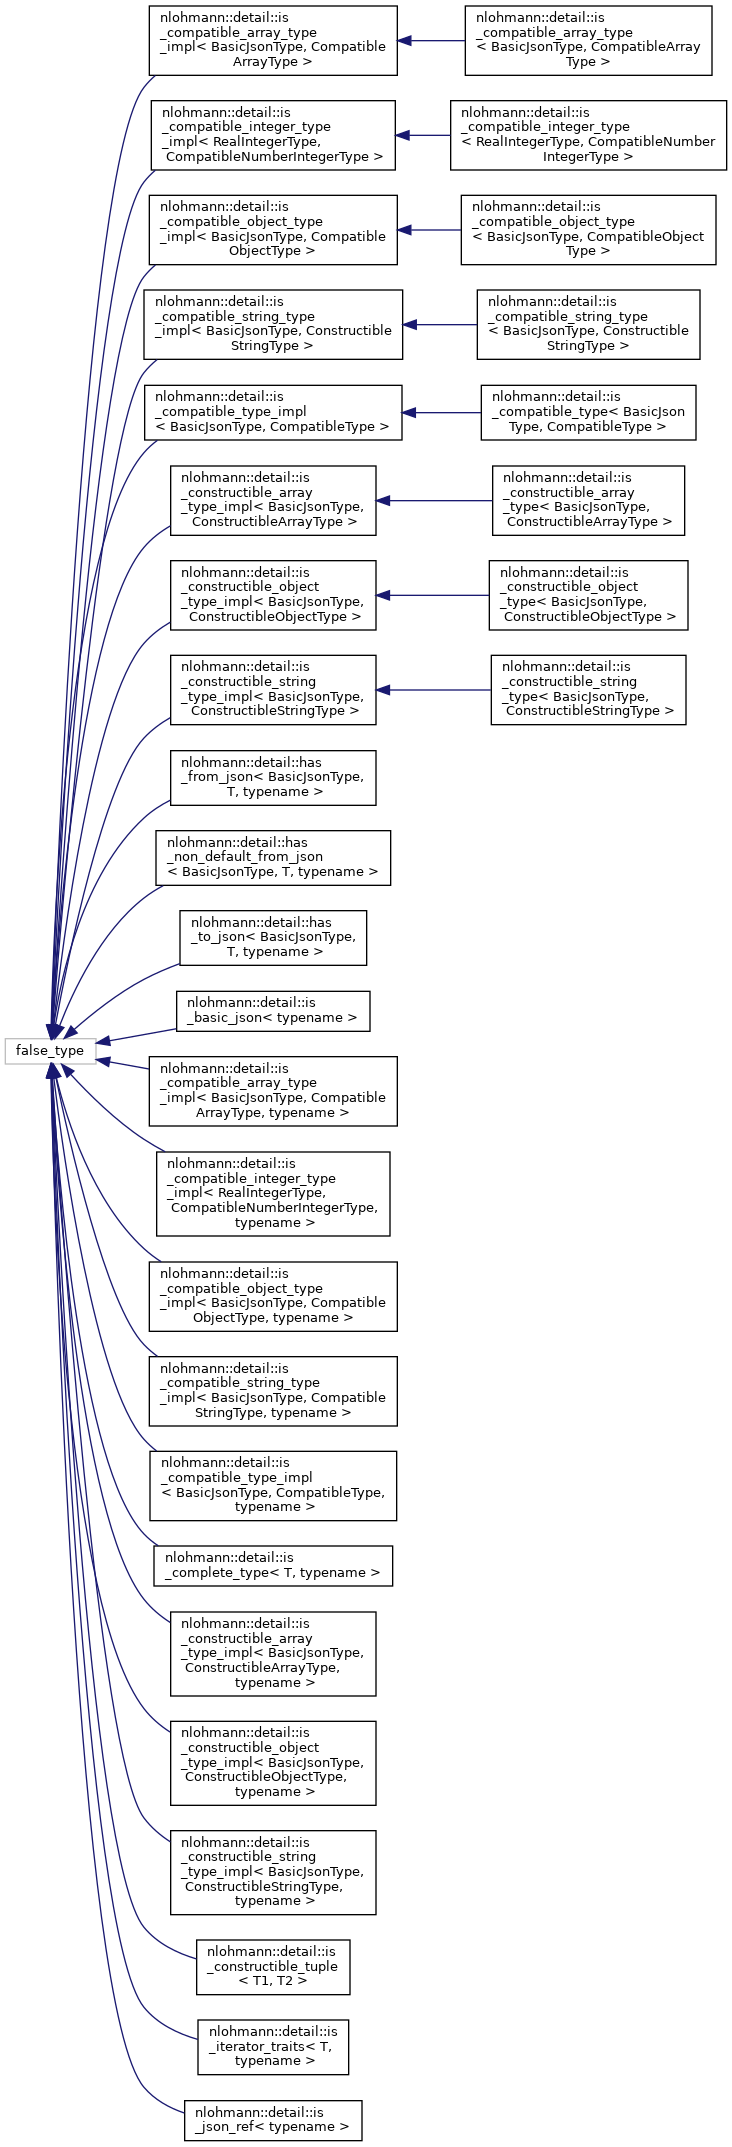 nlohmann::detail::is
_compatible_array_type
_impl< BasicJsonType, Compatible
ArrayType >
nlohmann::detail::is
_compatible_array_type
< BasicJsonType, CompatibleArray
Type >
nlohmann::detail::is
_compatible_integer_type
_impl< RealIntegerType,
CompatibleNumberIntegerType >
nlohmann::detail::is
_compatible_integer_type
< RealIntegerType, CompatibleNumber
IntegerType >
nlohmann::detail::is
_compatible_object_type
_impl< BasicJsonType, Compatible
ObjectType >
nlohmann::detail::is
_compatible_object_type
< BasicJsonType, CompatibleObject
Type >
nlohmann::detail::is
_compatible_string_type
_impl< BasicJsonType, Constructible
StringType >
nlohmann::detail::is
_compatible_string_type
< BasicJsonType, Constructible
StringType >
nlohmann::detail::is
_compatible_type_impl
< BasicJsonType, CompatibleType >
nlohmann::detail::is
_compatible_type< BasicJson
Type, CompatibleType >
nlohmann::detail::is
_constructible_array
_type_impl< BasicJsonType,
ConstructibleArrayType >
nlohmann::detail::is
_constructible_array
_type< BasicJsonType,
ConstructibleArrayType >
nlohmann::detail::is
_constructible_object
_type_impl< BasicJsonType,
ConstructibleObjectType >
nlohmann::detail::is
_constructible_object
_type< BasicJsonType,
ConstructibleObjectType >
nlohmann::detail::is
_constructible_string
_type_impl< BasicJsonType,
ConstructibleStringType >
nlohmann::detail::is
_constructible_string
_type< BasicJsonType,
ConstructibleStringType >
nlohmann::detail::has
_from_json< BasicJsonType,
T, typename >
nlohmann::detail::has
_non_default_from_json
< BasicJsonType, T, typename >
nlohmann::detail::has
_to_json< BasicJsonType,
T, typename >
nlohmann::detail::is
_basic_json< typename >
false_type
nlohmann::detail::is
_compatible_array_type
_impl< BasicJsonType, Compatible
ArrayType, typename >
nlohmann::detail::is
_compatible_integer_type
_impl< RealIntegerType,
CompatibleNumberIntegerType,
typename >
nlohmann::detail::is
_compatible_object_type
_impl< BasicJsonType, Compatible
ObjectType, typename >
nlohmann::detail::is
_compatible_string_type
_impl< BasicJsonType, Compatible
StringType, typename >
nlohmann::detail::is
_compatible_type_impl
< BasicJsonType, CompatibleType,
typename >
nlohmann::detail::is
_complete_type< T, typename >
nlohmann::detail::is
_constructible_array
_type_impl< BasicJsonType,
ConstructibleArrayType,
typename >
nlohmann::detail::is
_constructible_object
_type_impl< BasicJsonType,
ConstructibleObjectType,
typename >
nlohmann::detail::is
_constructible_string
_type_impl< BasicJsonType,
ConstructibleStringType,
typename >
nlohmann::detail::is
_constructible_tuple
< T1, T2 >
nlohmann::detail::is
_iterator_traits< T,
typename >
nlohmann::detail::is
_json_ref< typename >